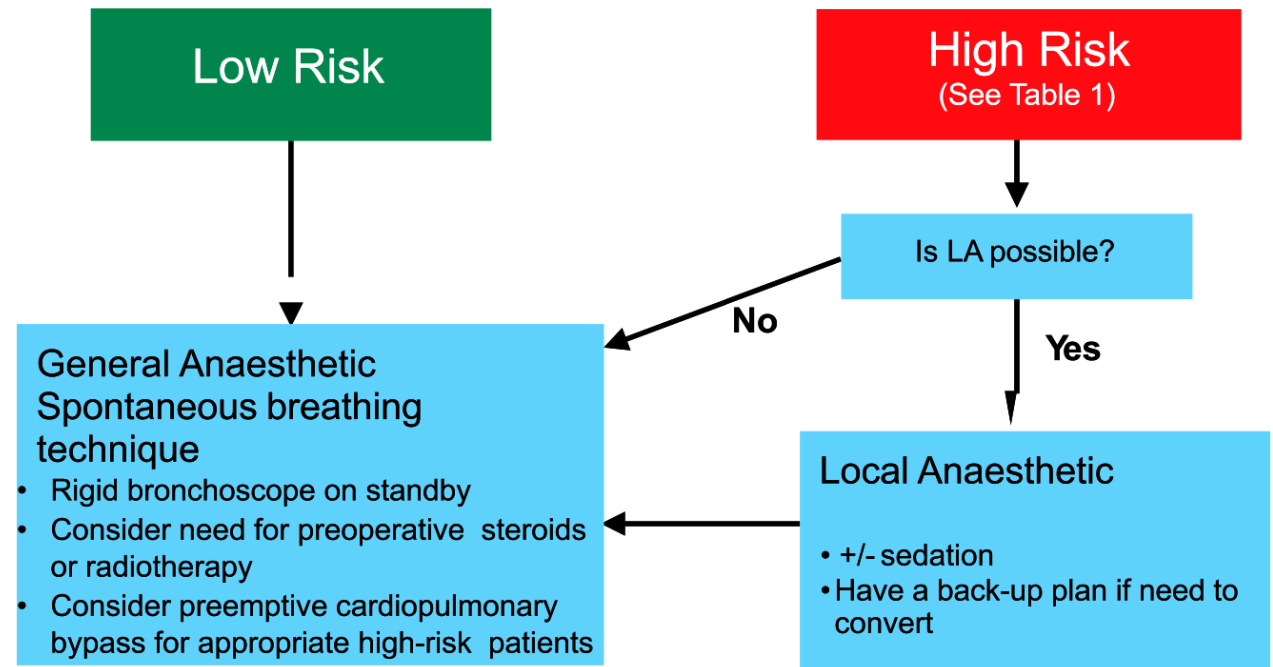 Low Risk
High Risk
(See Table 1)
Is LA possible?
No
Yes
General Anaesthetic
Spontaneous breathing
technique
• Rigid bronchoscope on standby
• Consider need for preoperative steroids
or radiotherapy
• Consider preemptive cardiopulmonary
bypass for appropriate high-risk patients
Local Anaesthetic
• +/- sedation
• Have a back-up plan if need to
convert